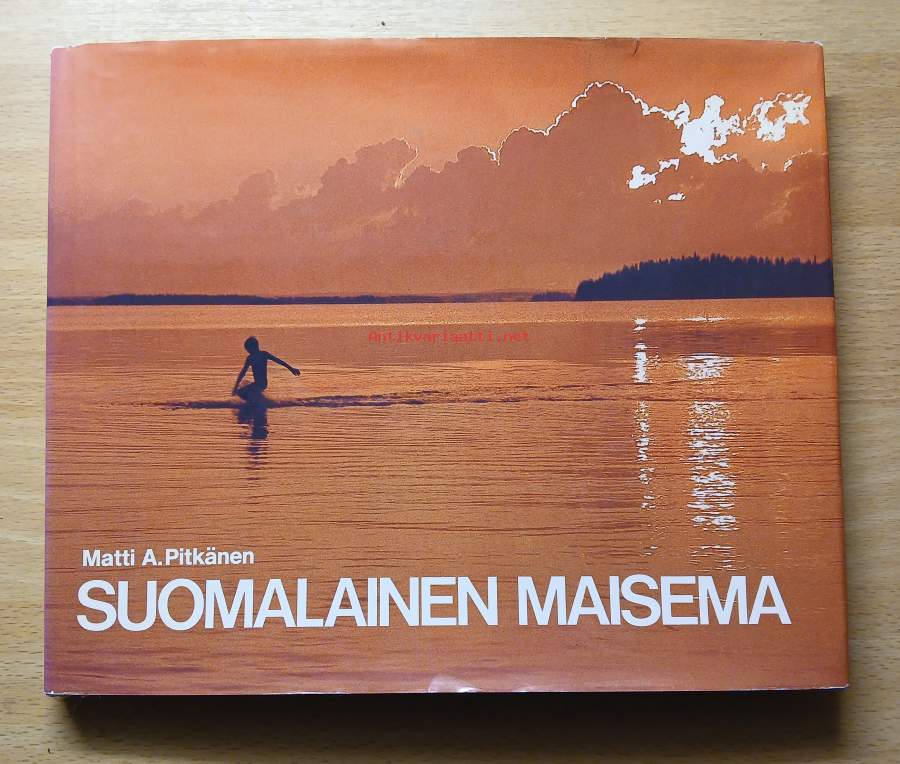 Antikvariaatti.net
Matti A.Pitkänen
SUOMALAINEN MAISEMA